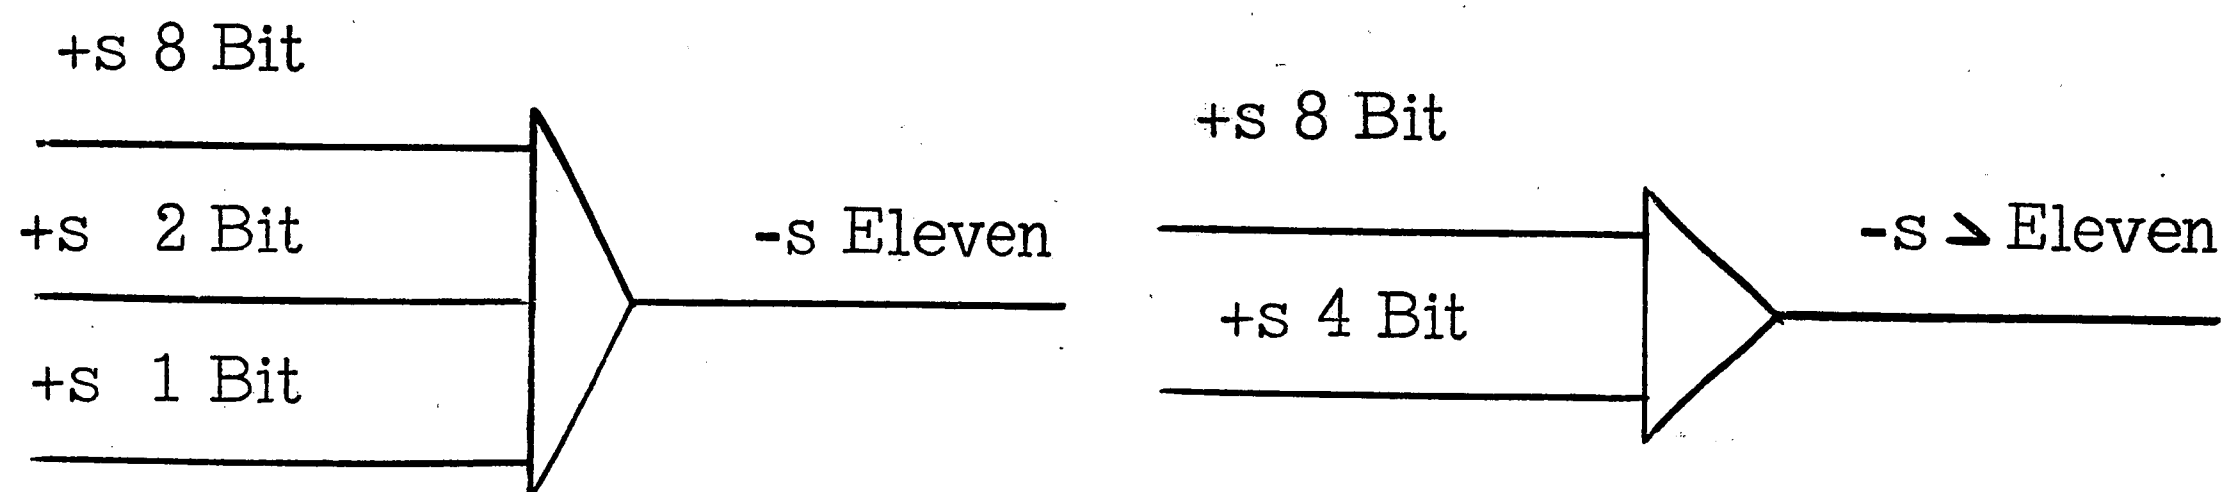 +s 8 Bit
+s 2 Bit
+s 1 Bit
-s Eleven
+s 8 Bit
+s 4 Bit
-s > Eleven